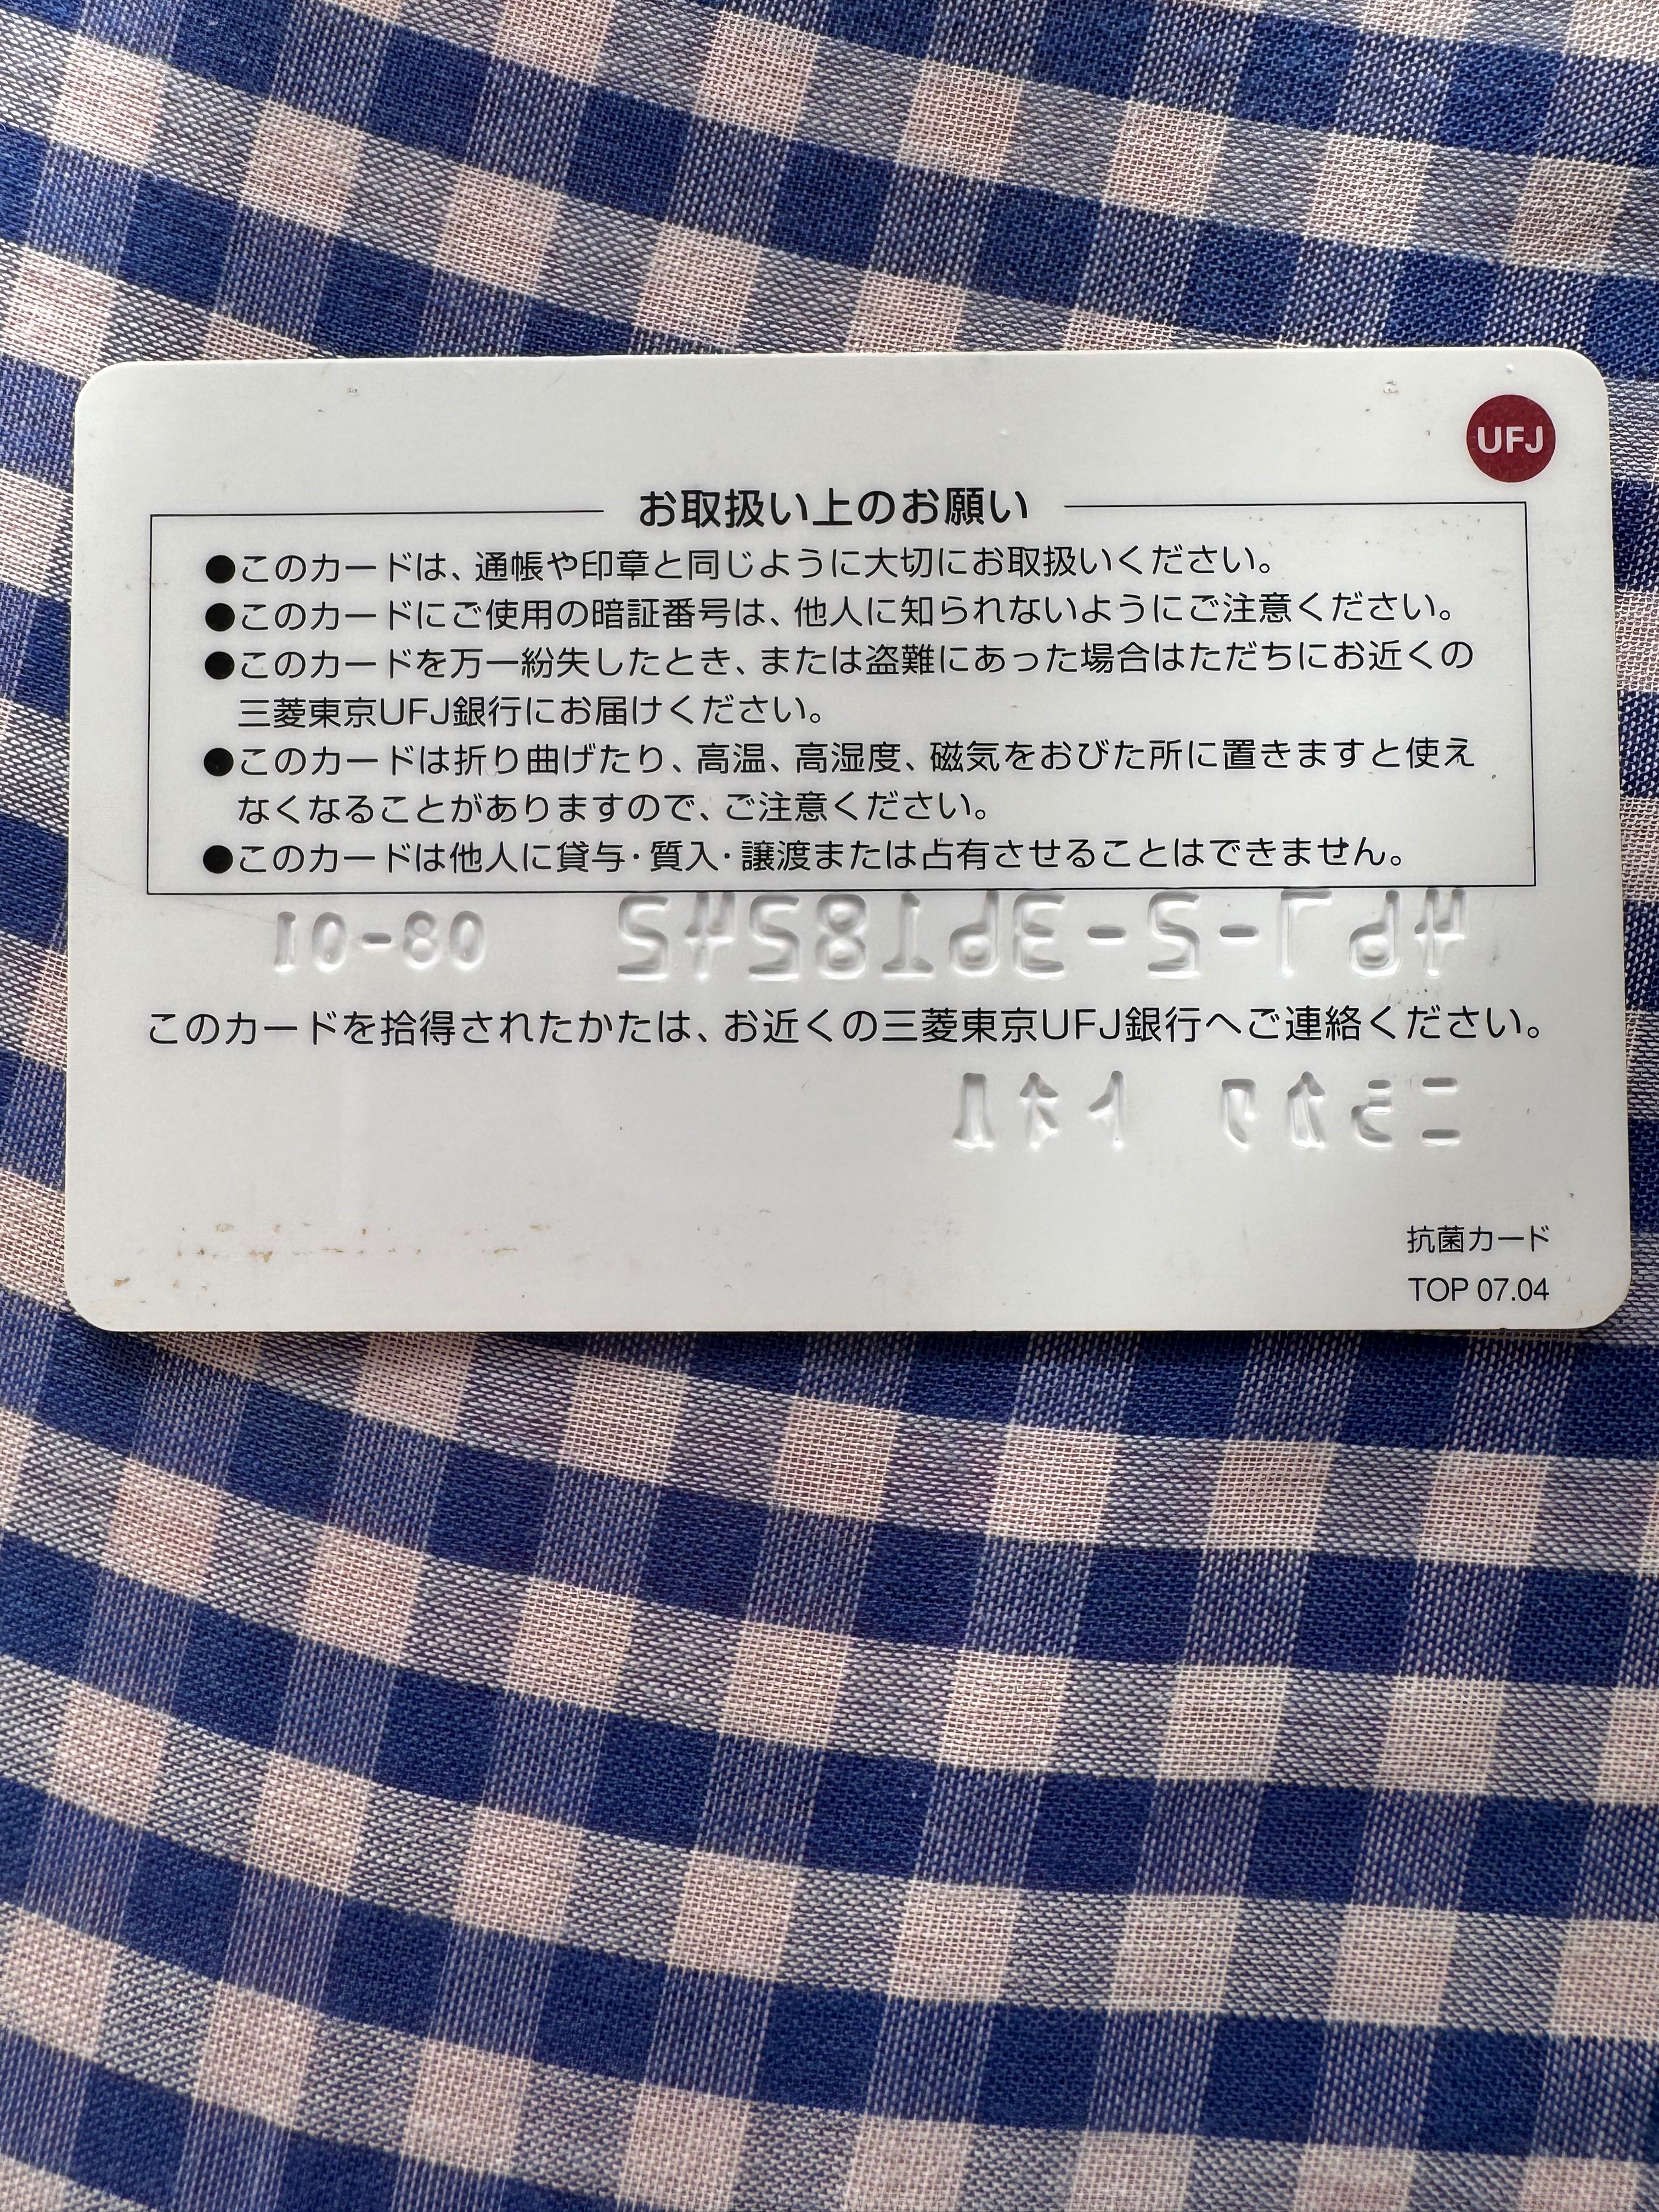 UFJ
お取扱い上のお願い
●このカードは、通帳や印章と同じように大切にお取扱いください。
●このカードにご使用の暗証番号は、他人に知られないようにご注意ください。
●このカードを万一紛失したとき、または盗難にあった場合はただちにお近くの
三菱東京UFJ銀行にお届けください。
●このカードは折り曲げたり、高温、高湿度、磁気をおびた所に置きますと使え
なくなることがありますので、ご注意ください。
●このカードは他人に貸与・質入・譲渡または占有させることはできません。
このカードを拾得されたかたは、お近くの三菱東京UFJ銀行へご連絡ください。
抗菌カード
TOP 07.04